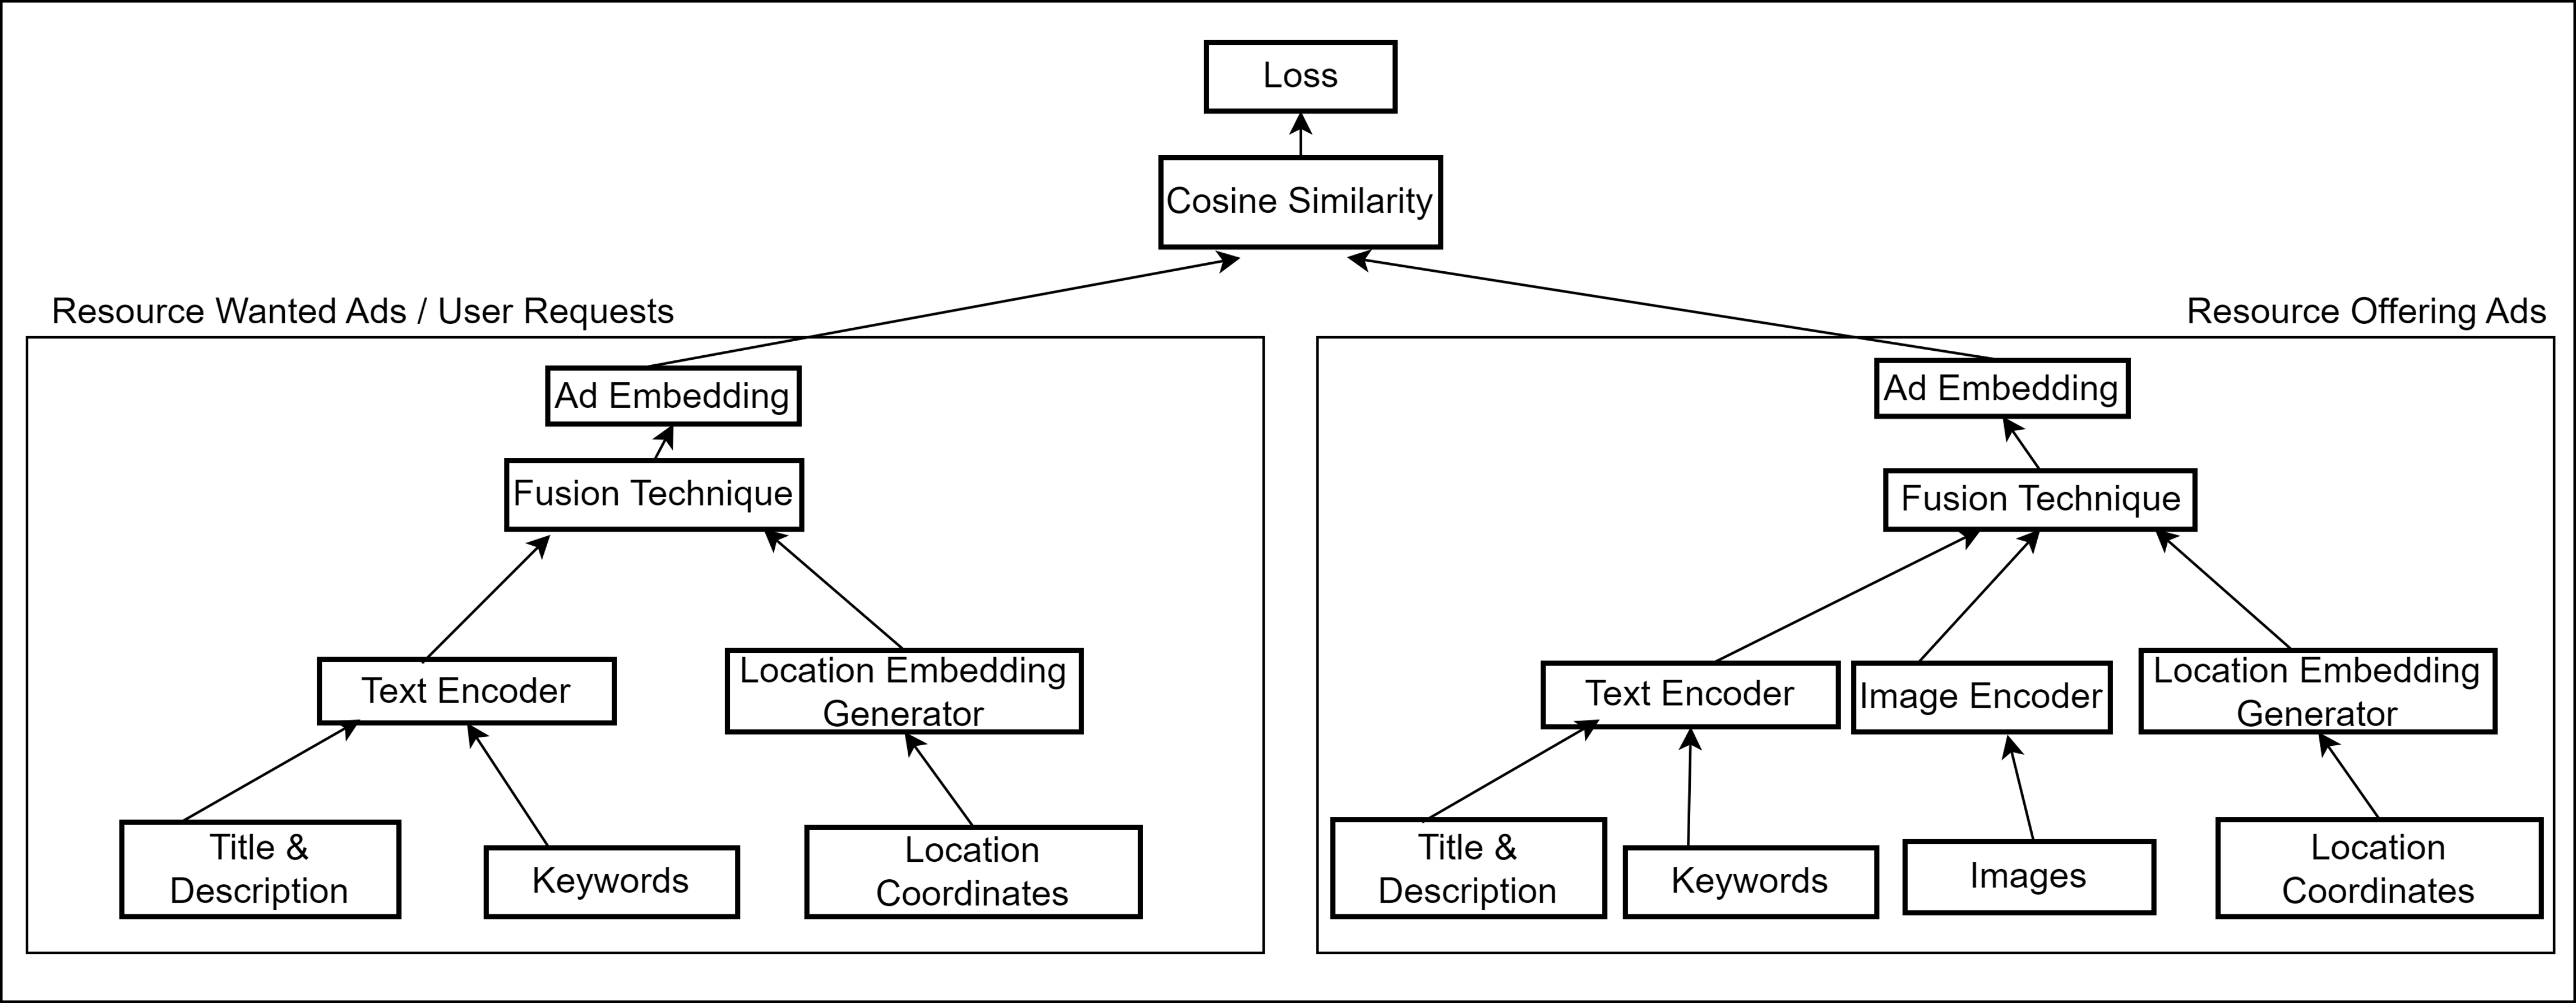 Loss
Cosine Similarity
Resource Wanted Ads / User Requests
Ad Embedding
Fusion Technique
Text Encoder
Location Embedding
Generator
Title &
Description
Keywords
Location
Coordinates
Resource Offering Ads
Ad Embedding
Fusion Technique
Text Encoder
Image Encoder
Location Embedding
Generator
Title &
Description
Keywords
Images
Location
Coordinates